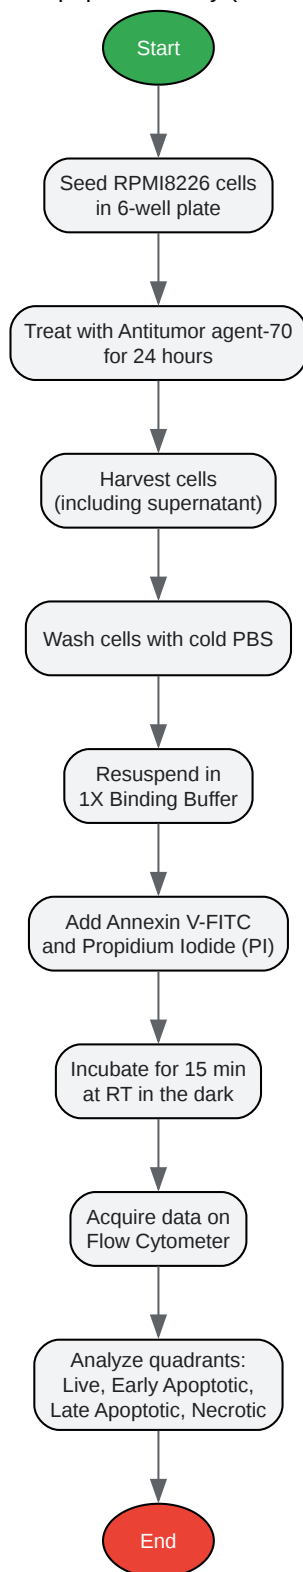 Start
Seed RPMI8226 cells
in 6-well plate
Treat with Antitumor agent-70
for 24 hours
Harvest cells
(including supernatant)
Wash cells with cold PBS
Resuspend in
1X Binding Buffer
Add Annexin V-FITC
and Propidium Iodide (PI)
Incubate for 15 min
at RT in the dark
Acquire data on
Flow Cytometer
Analyze quadrants:
Live, Early Apoptotic,
Late Apoptotic, Necrotic
End